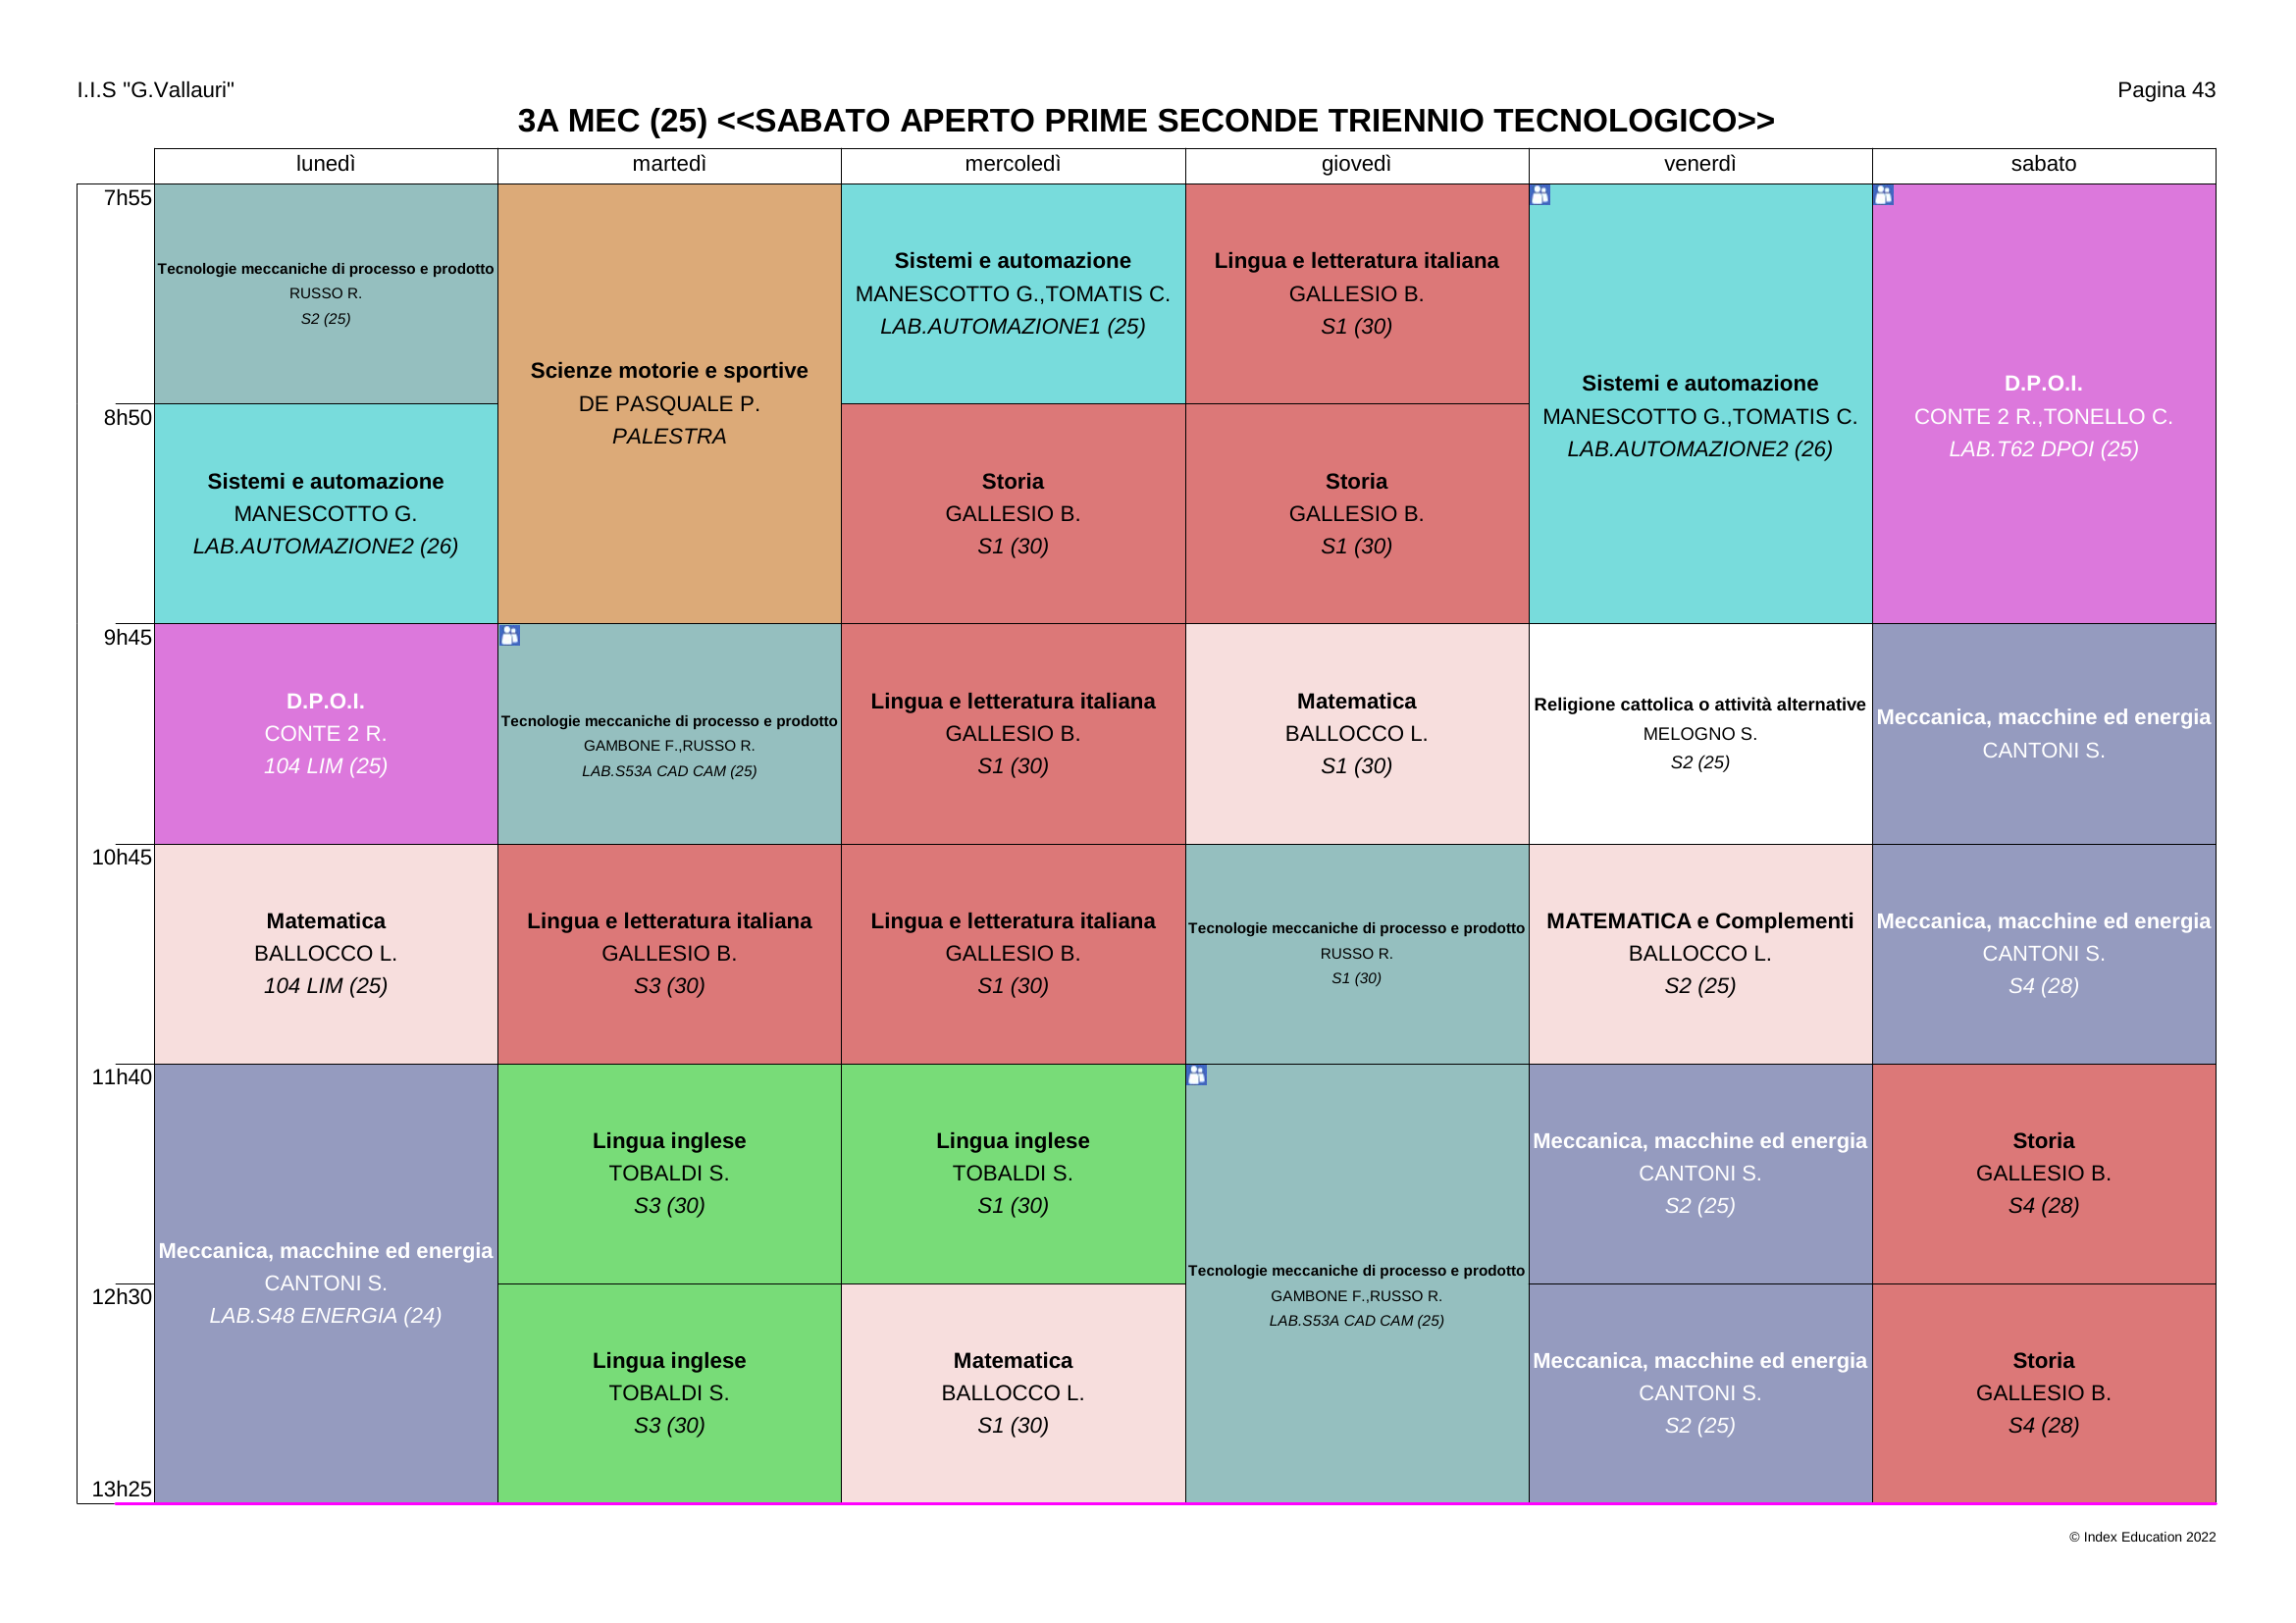 I.I.S "G.Vallauri"
Pagina 43
3A MEC (25) <<SABATO APERTO PRIME SECONDE TRIENNIO TECNOLOGICO>>
lunedì
martedì
mercoledì
giovedì
venerdì
sabato
7h55
Tecnologie meccaniche di processo e prodotto
RUSSO R.
S2 (25)
Scienze motorie e sportive
DE PASQUALE P.
PALESTRA
Sistemi e automazione
MANESCOTTO G.,TOMATIS C.
LAB.AUTOMAZIONE1 (25)
Lingua e letteratura italiana
GALLESIO B.
S1 (30)
Sistemi e automazione
MANESCOTTO G.,TOMATIS C.
LAB.AUTOMAZIONE2 (26)
D.P.O.I.
CONTE 2 R.,TONELLO C.
LAB.T62 DPOI (25)
8h50
Sistemi e automazione
MANESCOTTO G.
LAB.AUTOMAZIONE2 (26)
Storia
GALLESIO B.
S1 (30)
Storia
GALLESIO B.
S1 (30)
9h45
D.P.O.I.
CONTE 2 R.
104 LIM (25)
Tecnologie meccaniche di processo e prodotto
GAMBONE F.,RUSSO R.
LAB.S53A CAD CAM (25)
Lingua e letteratura italiana
GALLESIO B.
S1 (30)
Matematica
BALLOCCO L.
S1 (30)
Religione cattolica o attività alternative
MELOGNO S.
S2 (25)
Meccanica, macchine ed energia
CANTONI S.
10h45
Matematica
BALLOCCO L.
104 LIM (25)
Lingua e letteratura italiana
GALLESIO B.
S3 (30)
Lingua e letteratura italiana
GALLESIO B.
S1 (30)
Tecnologie meccaniche di processo e prodotto
RUSSO R.
S1 (30)
MATEMATICA e Complementi
BALLOCCO L.
S2 (25)
Meccanica, macchine ed energia
CANTONI S.
S4 (28)
11h40
Meccanica, macchine ed energia
CANTONI S.
LAB.S48 ENERGIA (24)
Lingua inglese
TOBALDI S.
S3 (30)
Lingua inglese
TOBALDI S.
S1 (30)
Tecnologie meccaniche di processo e prodotto
GAMBONE F.,RUSSO R.
LAB.S53A CAD CAM (25)
Meccanica, macchine ed energia
CANTONI S.
S2 (25)
Storia
GALLESIO B.
S4 (28)
12h30
Lingua inglese
TOBALDI S.
S3 (30)
Matematica
BALLOCCO L.
S1 (30)
Meccanica, macchine ed energia
CANTONI S.
S2 (25)
Storia
GALLESIO B.
S4 (28)
13h25
© Index Education 2022